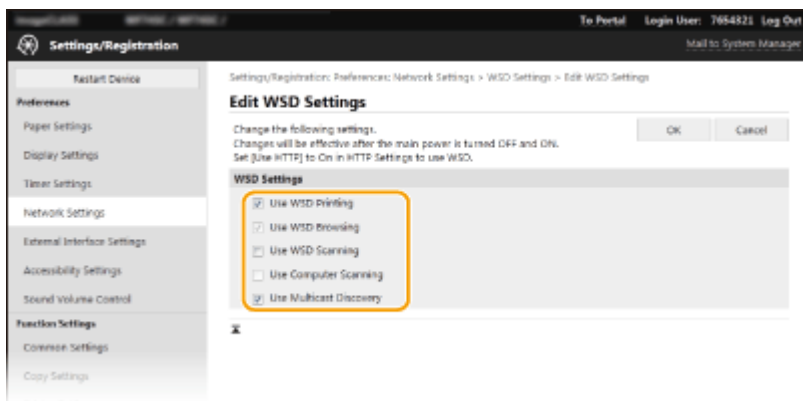 To Portal Login User: 7654321 Log Out
Settings/Registration
Mail to System Manager
Restart Device
Preferences
Paper Settings
Display Settings
Timer Settings
Network Settings
External Interface Settings
Accessibility Settings
Sound Volume Control
Function Settings
Common Settings
Copy Settings
Settings/Registration: Preferences: Network Settings > WSD Settings > Edit WSD Settings
Edit WSD Settings
Change the following settings.
Changes will be effective after the main power is turned OFF and ON.
Set [Use HTTP] to On in HTTP Settings to use WSD.
OK Cancel
WSD Settings
Use WSD Printing
Use WSD Browsing
Use WSD Scanning
Use Computer Scanning
Use Multicast Discovery